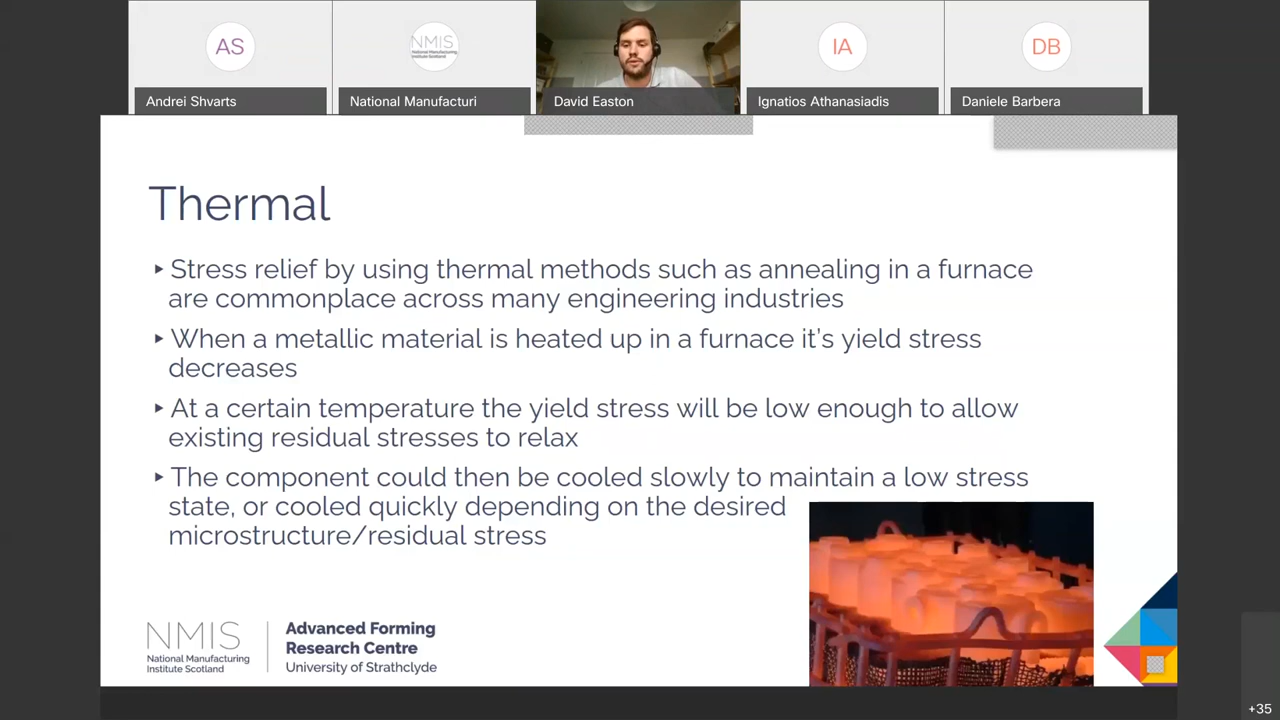 AS
NMIS
National Manufacturing
Institute Scotland
IA
DB
Andrei Shvarts
National Manufacturi
David Easton
Ignatios Athanasiadis
Daniele Barbera
Thermal
Stress relief by using thermal methods such as annealing in a furnace
are commonplace across many engineering industries
When a metallic material is heated up in a furnace it's yield stress
decreases
At a certain temperature the yield stress will be low enough to allow
existing residual stresses to relax
The component could then be cooled slowly to maintain a low stress
state, or cooled quickly depending on the desired
microstructure/residual stress
NMIS
National Manufacturing
Institute Scotland
Advanced Forming
Research Centre
University of Strathclyde
+35